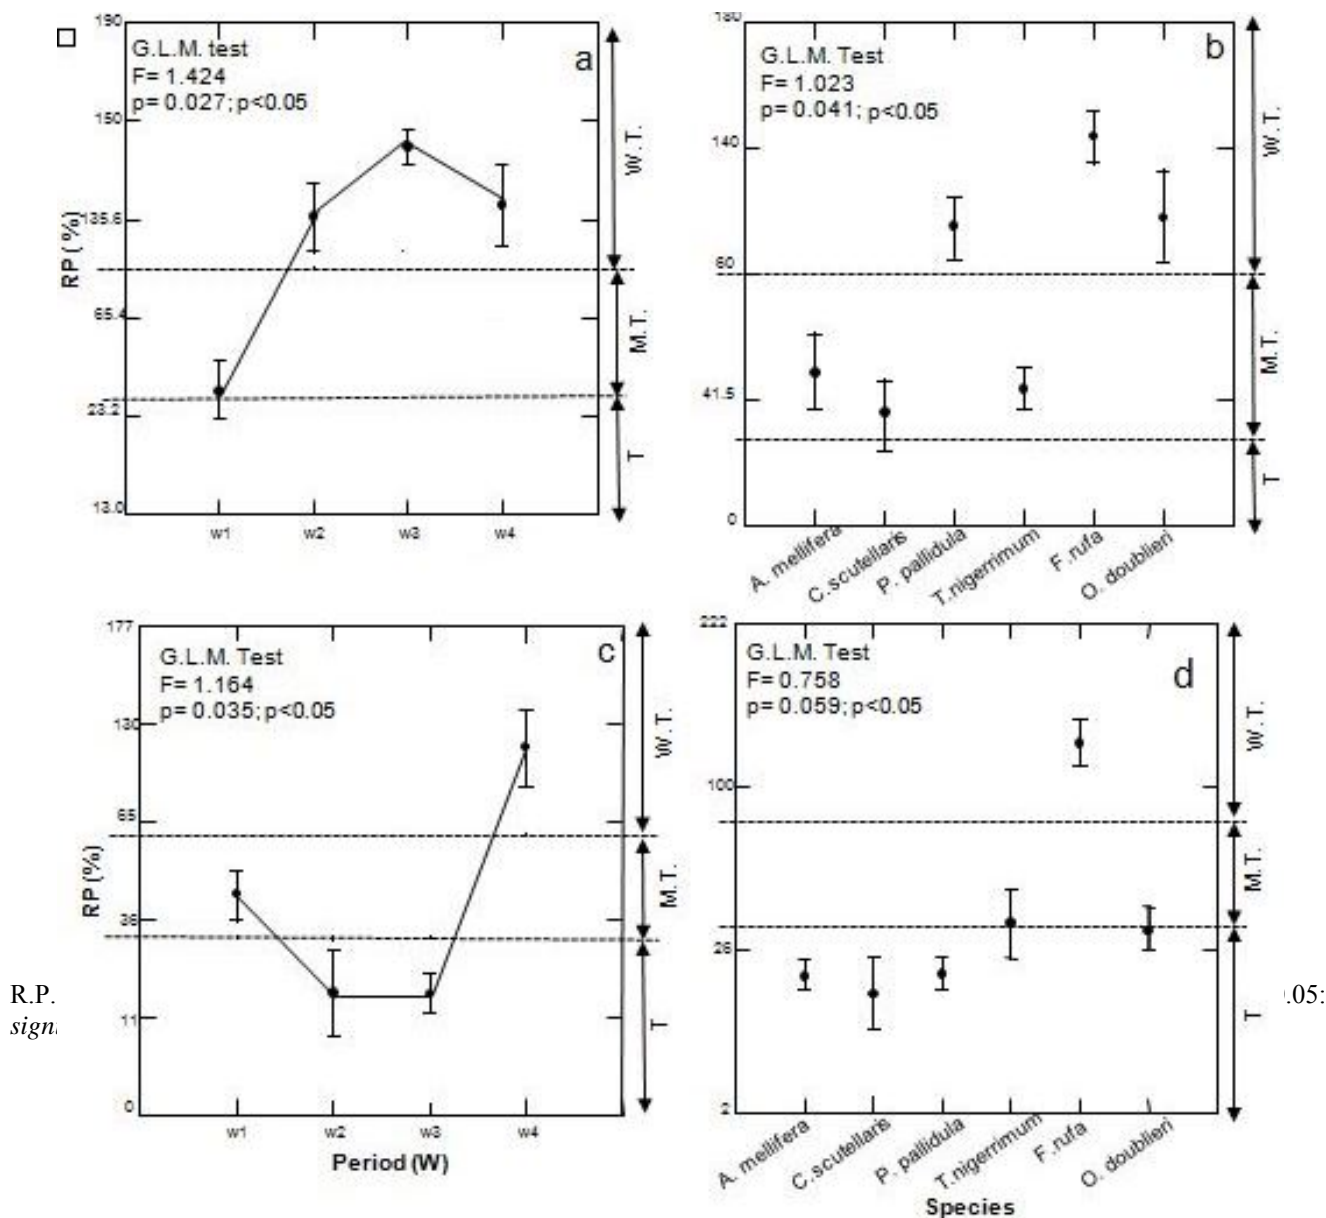 190
G.L.M. test
a
F= 1.424
p= 0.027; p<0.05
150
W.T.
RP (%)
135.6
65.4
M.T.
23.2
T
13.0
w1 w2 w3 w4
180
G.L.M. Test
b
F= 1.023
p= 0.041; p<0.05
140
W.T.
60
M.T.
41.5
T
0
A. mellifera C.scutellaris P. pallidula T.nigerrimum F.rufa O. doublieri
177
G.L.M. Test
c
F= 1.164
p= 0.035; p<0.05
130
W.T.
65
RP (%)
M.T.
36
11
T
0
w1 w2 w3 w4
Period (W)
222
G.L.M. Test
d
F= 0.758
p= 0.059; p<0.05
W.T.
100
M.T.
26
T
2
A. mellifera C.scutellaris P. pallidula T.nigerrimum F.rufa O. doublieri
Species
R.P. .05: